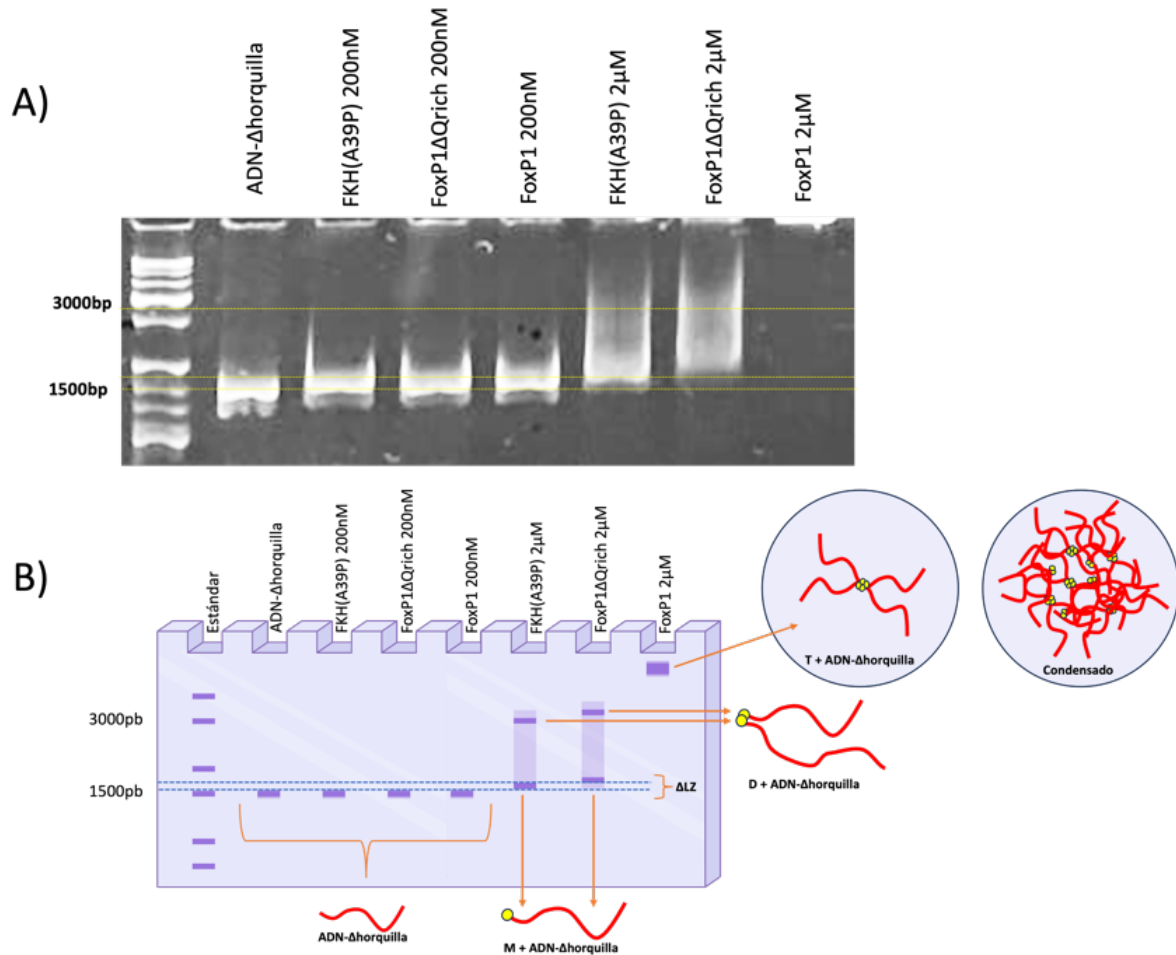 A)
ADN-Δhorquilla
FKH(A39P) 200nM
FoxP1ΔQrich 200nM
FoxP1 200nM
FKH(A39P) 2μM
FoxP1ΔQrich 2μM
FoxP1 2μM
3000bp
1500bp
B)
Estándar
ADN-Δhorquilla
FKH(A39P) 200nM
FoxP1ΔQrich 200nM
FoxP1 200nM
FKH(A39P) 2μM
FoxP1ΔQrich 2μM
FoxP1 2μM
T + ADN-Δhorquilla
Condensado
3000pb
1500pb
ΔLZ
D + ADN-Δhorquilla
ADN-Δhorquilla
M + ADN-Δhorquilla